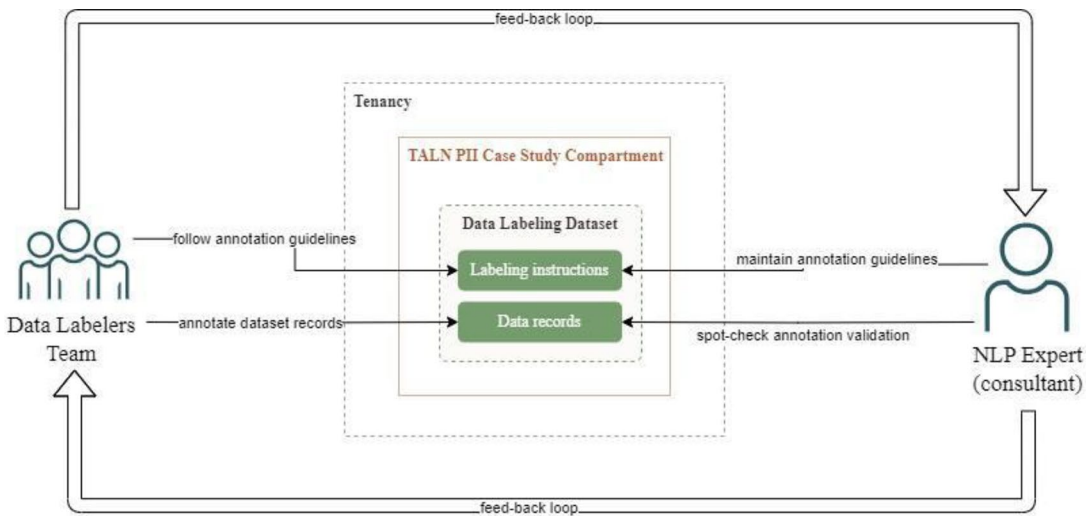 feed-back loop
Tenancy
TALN PII Case Study Compartment
Data Labeling Dataset
follow annotation guidelines
Labeling instructions
maintain annotation guidelines
Data Labelers
Team
annotate dataset records
Data records
spot-check annotation validation
NLP Expert
(consultant)
feed-back loop